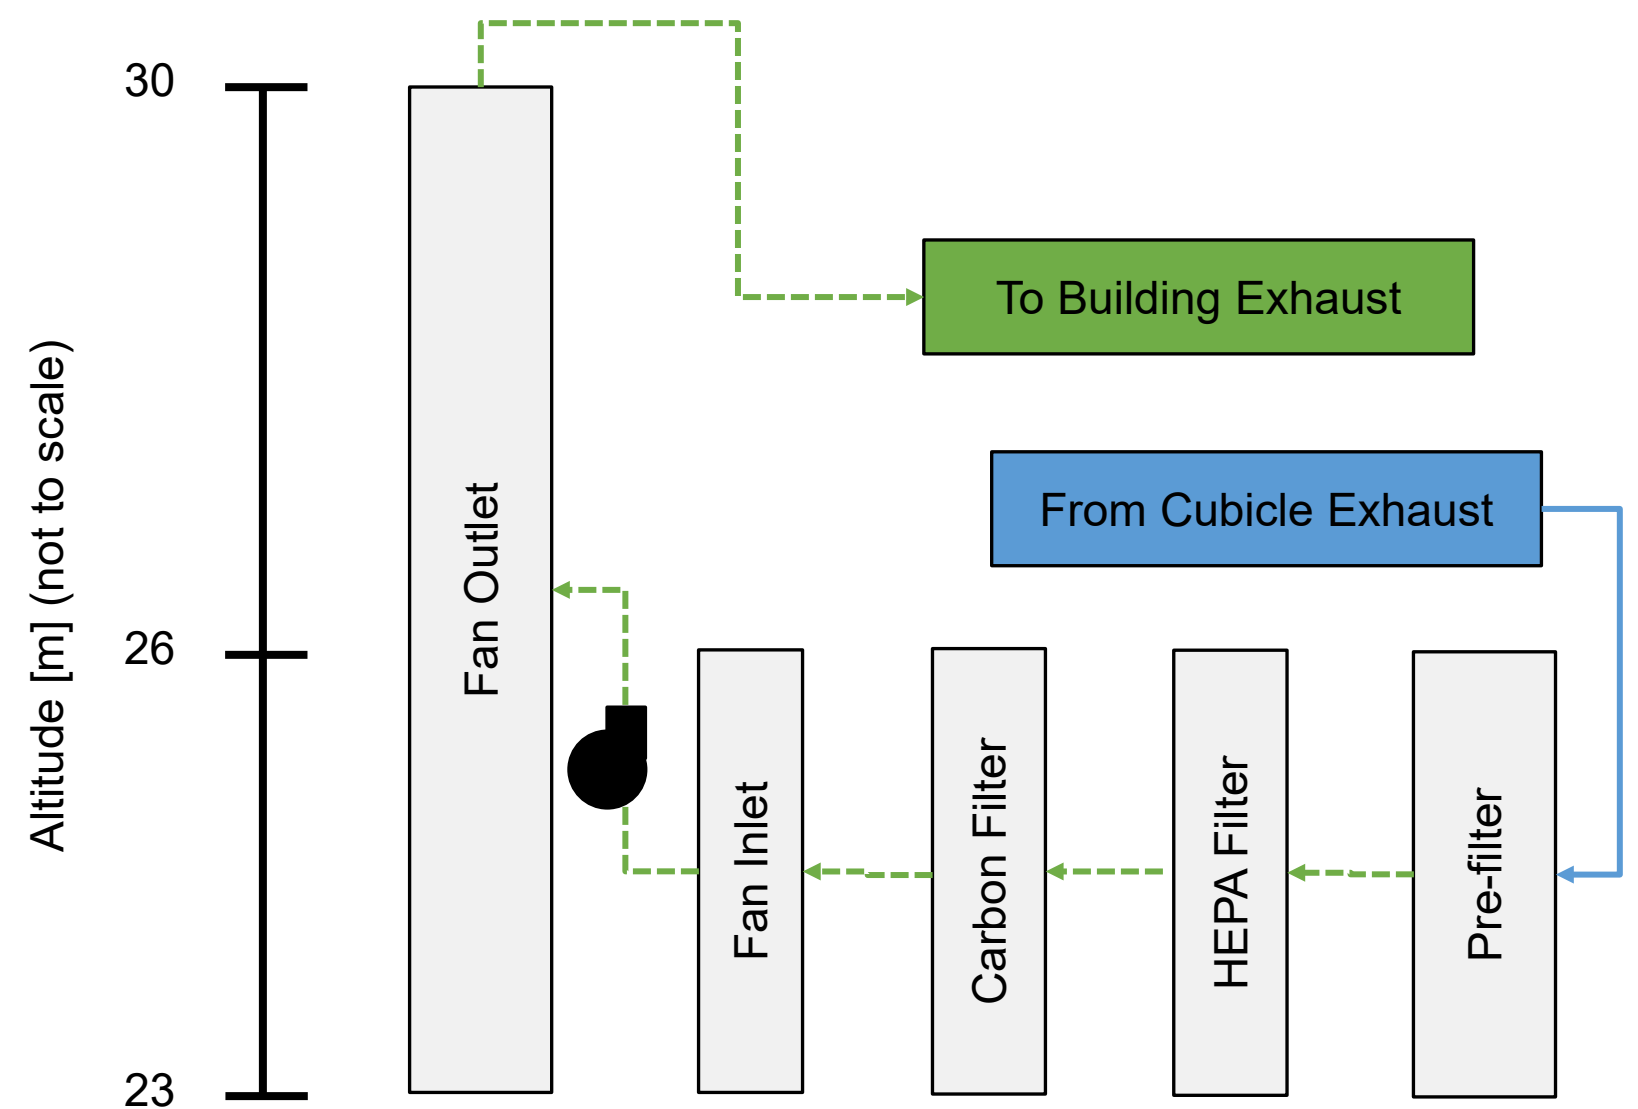 30
To Building Exhaust
Altitude [m] (not to scale)
From Cubicle Exhaust
Fan Outlet
26
Fan Inlet
Carbon Filter
HEPA Filter
Pre-filter
23